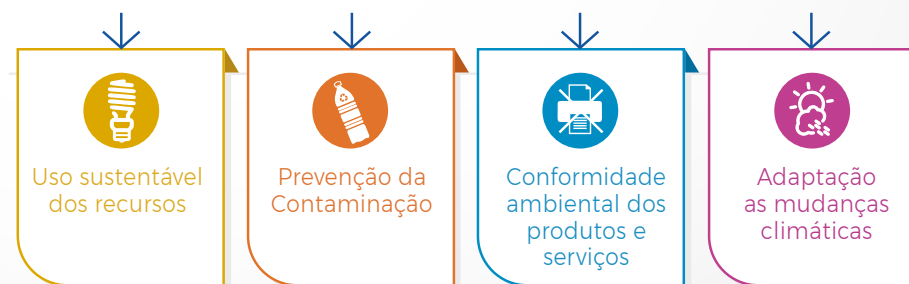 Uso sustentável
dos recursos
Prevenção da
Contaminação
Conformidade
ambiental dos
produtos e
serviços
Adaptação
as mudanças
climáticas